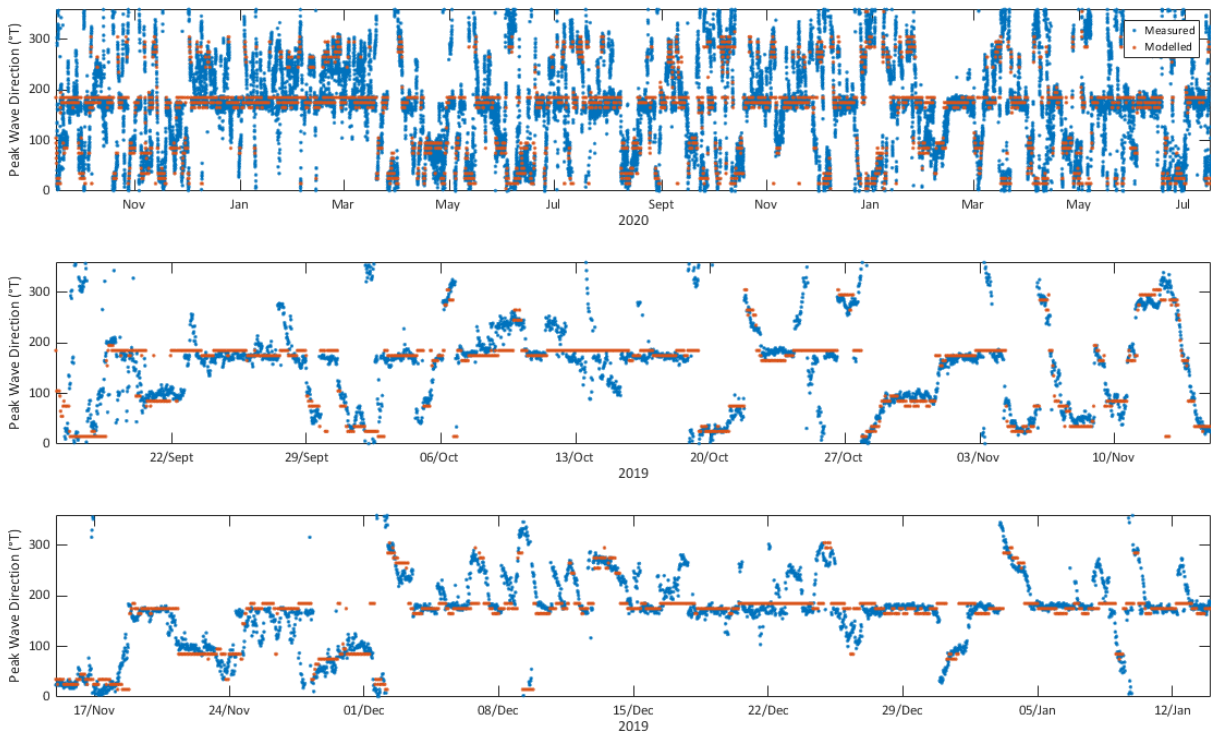 Peak Wave Direction (°T)
300
200
100
0
Measured
Modelled
Nov Jan Mar May Jul Sept Nov Jan Mar May Jul
2020
Peak Wave Direction (°T)
300
200
100
0
22/Sept 29/Sept 06/Oct 13/Oct 20/Oct 27/Oct 03/Nov 10/Nov
2019
Peak Wave Direction (°T)
300
200
100
0
17/Nov 24/Nov 01/Dec 08/Dec 15/Dec 22/Dec 29/Dec 05/Jan 12/Jan
2019